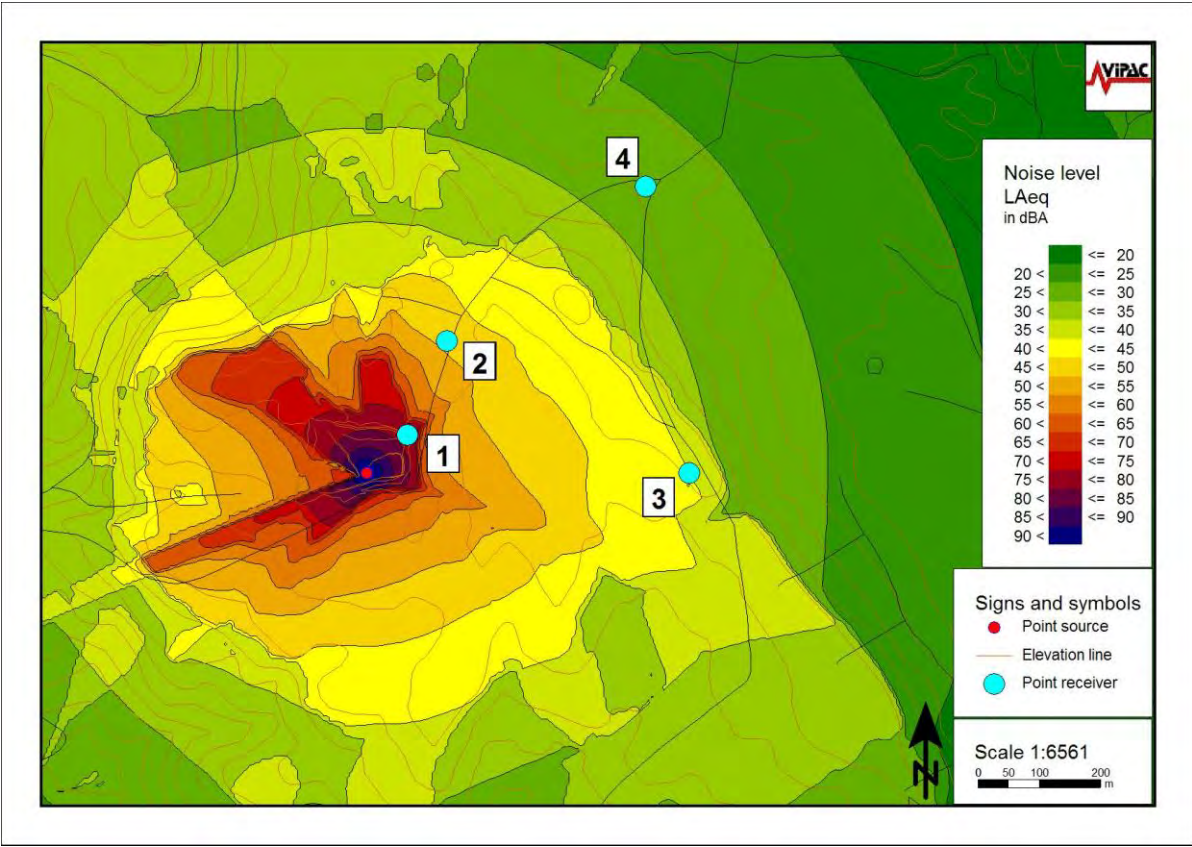 ViPAC
4
Noise level
LAeq
in dBA
<= 20
20 < <= 25
25 < <= 30
30 < <= 35
35 < <= 40
40 < <= 45
45 < <= 50
50 < <= 55
55 < <= 60
60 < <= 65
65 < <= 70
70 < <= 75
75 < <= 80
80 < <= 85
85 < <= 90
90 <
2
1
3
Signs and symbols
Point source
Elevation line
Point receiver
N
Scale 1:6561
0 50 100 200
m